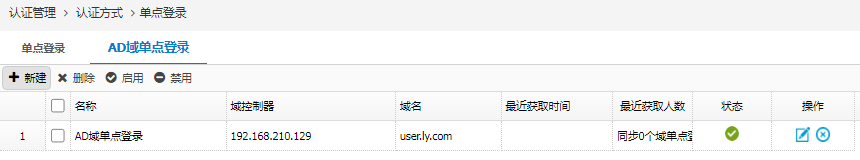 认证管理 > 认证方式 > 单点登录
单点登录 AD域单点登录
新建 删除 启用 禁用
名称 域控制器 域名 最近获取时间 最近获取人数 状态 操作
1 AD域单点登录 192.168.210.129 user.ly.com 同步0个域单点登